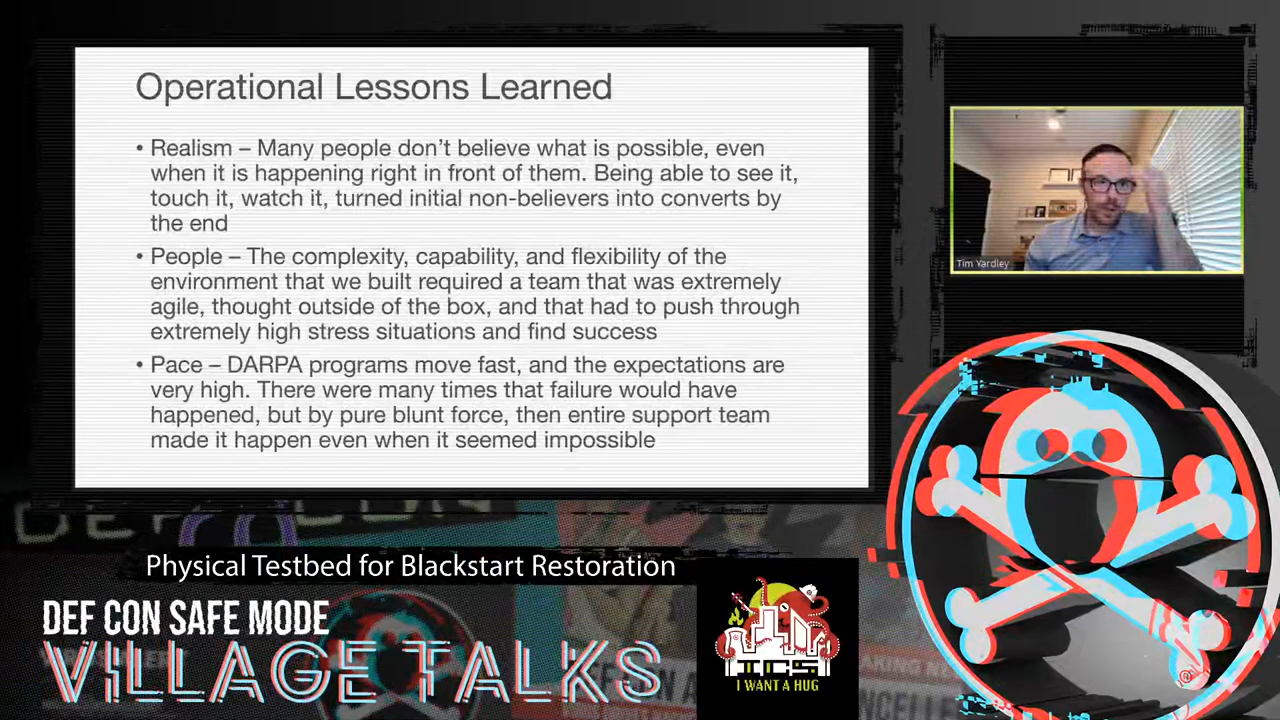 Operational Lessons Learned
• Realism – Many people don’t believe what is possible, even
when it is happening right in front of them. Being able to see it,
touch it, watch it, turned initial non-believers into converts by
the end
• People – The complexity, capability, and flexibility of the
environment that we built required a team that was extremely
agile, thought outside of the box, and that had to push through
extremely high stress situations and find success
• Pace – DARPA programs move fast, and the expectations are
very high. There were many times that failure would have
happened, but by pure blunt force, then entire support team
made it happen even when it seemed impossible
Tim Yardley
Physical Testbed for Blackstart Restoration
DEF CON SAFE MODE
VILLAGE TALKS
ICS
I WANT A HUG